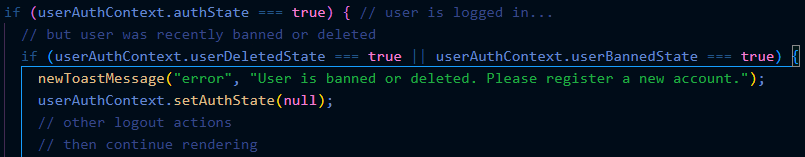 if (userAuthContext.authState === true) { // user is logged in...
// but user was recently banned or deleted
if (userAuthContext.userDeletedState === true || userAuthContext.userBannedState === true) {
newToastMessage("error", "User is banned or deleted. Please register a new account.");
userAuthContext.setAuthState(null);
// other logout actions
// then continue rendering